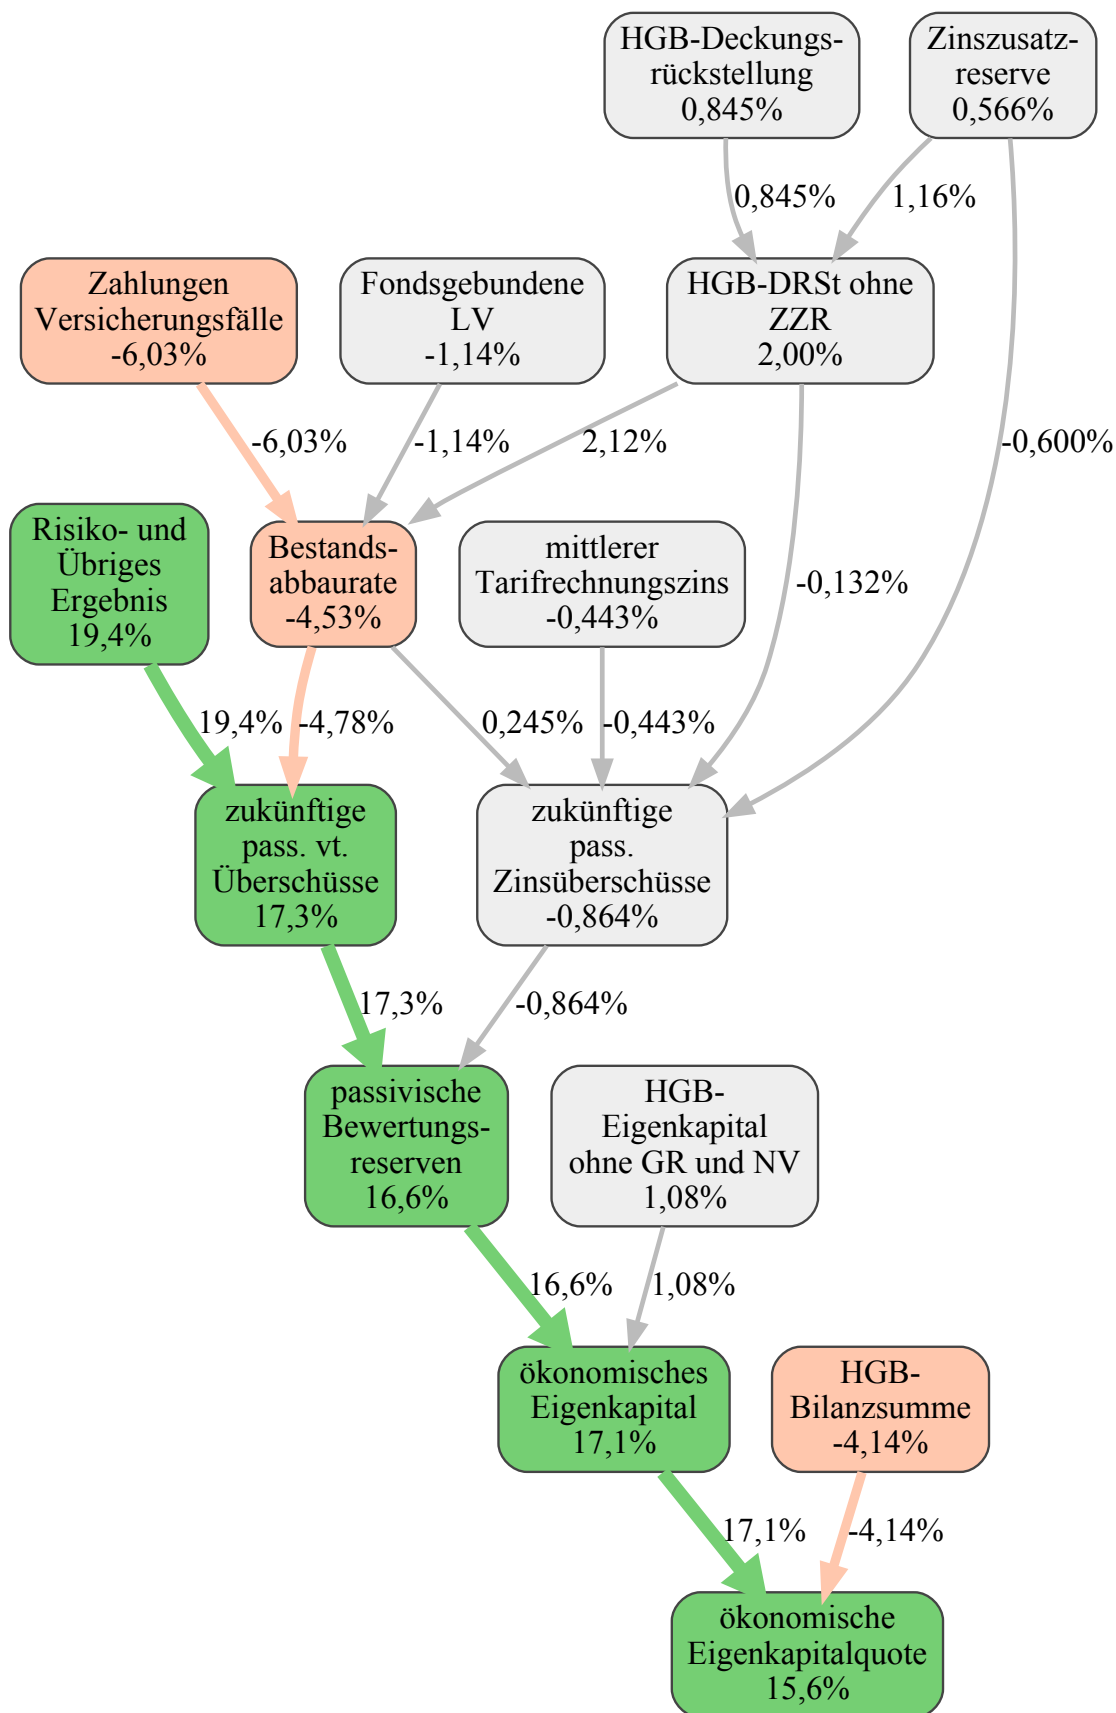 HGB-Deckungs-
rückstellung
0,845%
Zinszusatz-
reserve
0,566%
0,845%
1,16%
Zahlungen
Versicherungsfälle
-6,03%
Fondsgebundene
LV
-1,14%
HGB-DRSt ohne
ZZR
2,00%
-6,03%
-1,14%
2,12%
-0,600%
Risiko- und
Übriges
Ergebnis
19,4%
Bestands-
abbaurate
-4,53%
mittlerer
Tarifrechnungszins
-0,443%
-0,132%
19,4%
-4,78%
0,245%
-0,443%
zukünftige
pass. vt.
Überschüsse
17,3%
zukünftige
pass.
Zinsüberschüsse
-0,864%
17,3%
-0,864%
passivische
Bewertungs-
reserven
16,6%
HGB-
Eigenkapital
ohne GR und NV
1,08%
16,6%
1,08%
ökonomisches
Eigenkapital
17,1%
HGB-
Bilanzsumme
-4,14%
17,1%
-4,14%
ökonomische
Eigenkapitalquote
15,6%